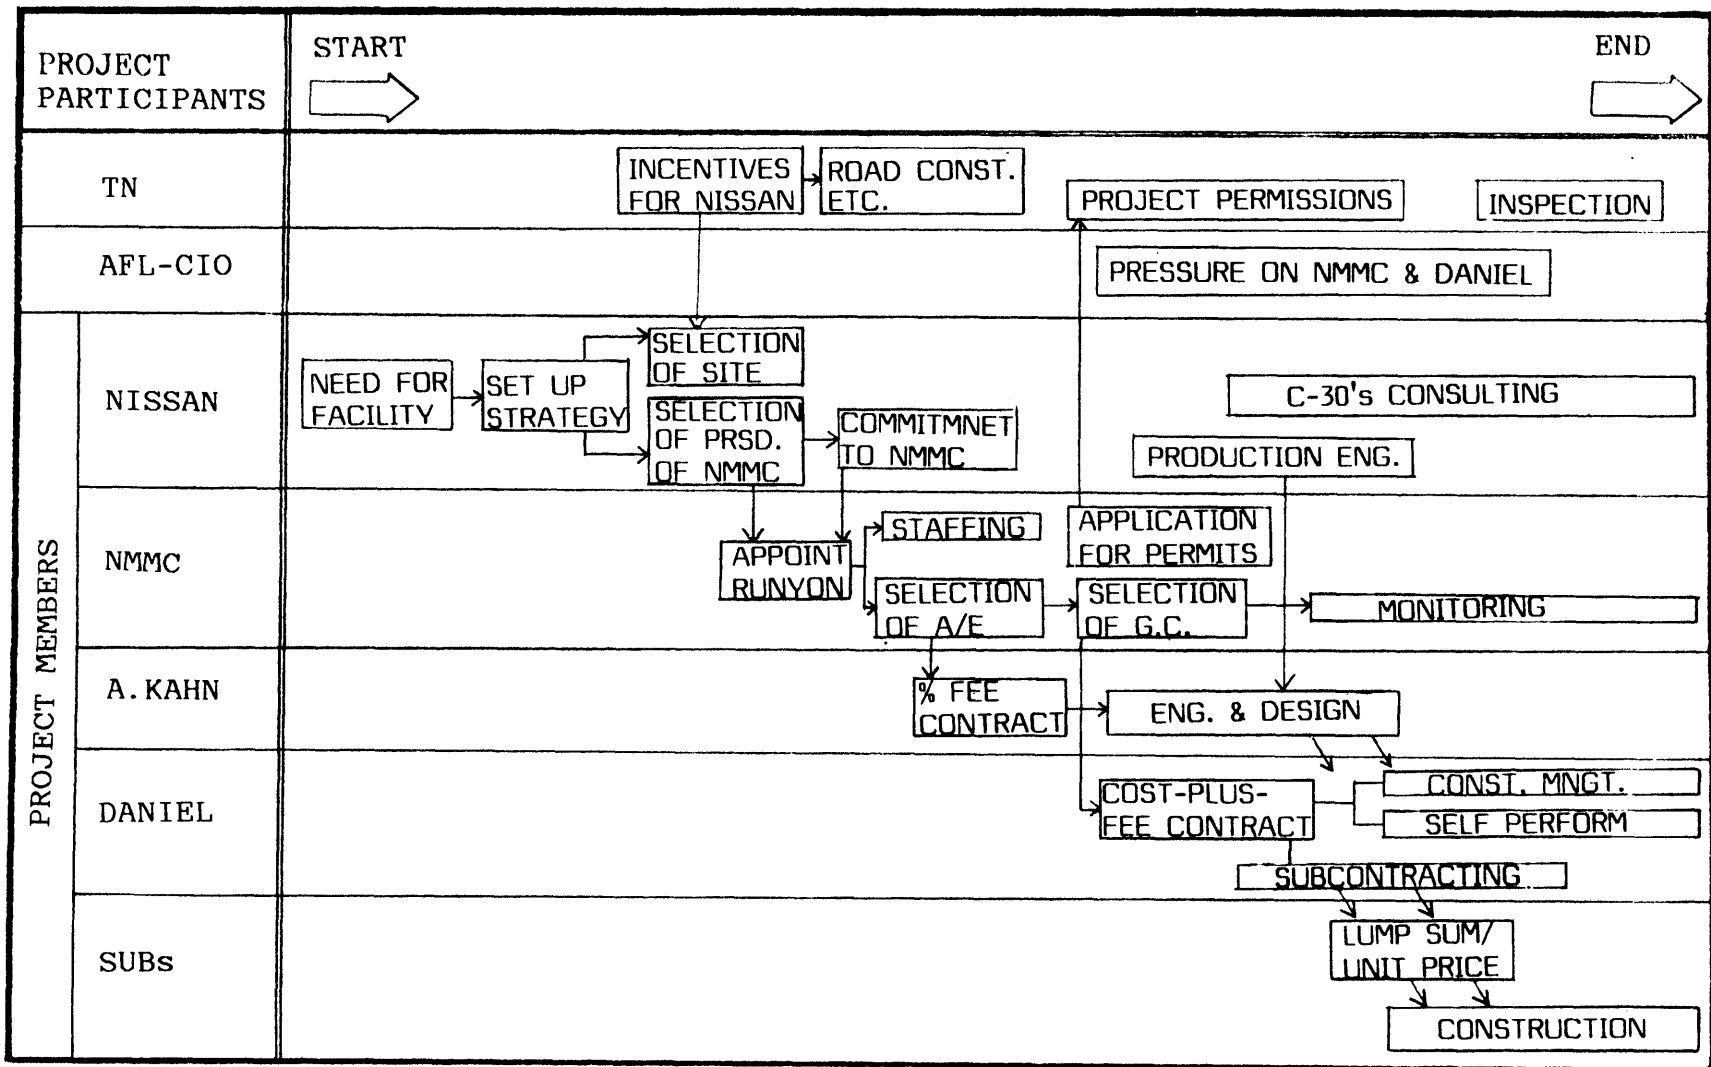 PROJECT
PARTICIPANTS
START
END
TN
INCENTIVES
FOR NISSAN
ROAD CONST.
ETC.
PROJECT PERMISSIONS
INSPECTION
AFL-CIO
PRESSURE ON NMMC & DANIEL
PROJECT MEMBERS
NISSAN
NEED FOR
FACILITY
SET UP
STRATEGY
SELECTION
OF SITE
SELECTION
OF PRSD.
OF NMMC
COMMITMNET
TO NMMC
C-30's CONSULTING
PRODUCTION ENG.
NMMC
APPOINT
RUNYON
STAFFING
SELECTION
OF A/E
APPLICATION
FOR PERMITS
SELECTION
OF G.C.
MONITORING
A.KAHN
% FEE
CONTRACT
ENG. & DESIGN
DANIEL
COST-PLUS-
FEE CONTRACT
CONST. MNGT.
SELF PERFORM
SUBCONTRACTING
SUBs
LUMP SUM/
UNIT PRICE
CONSTRUCTION